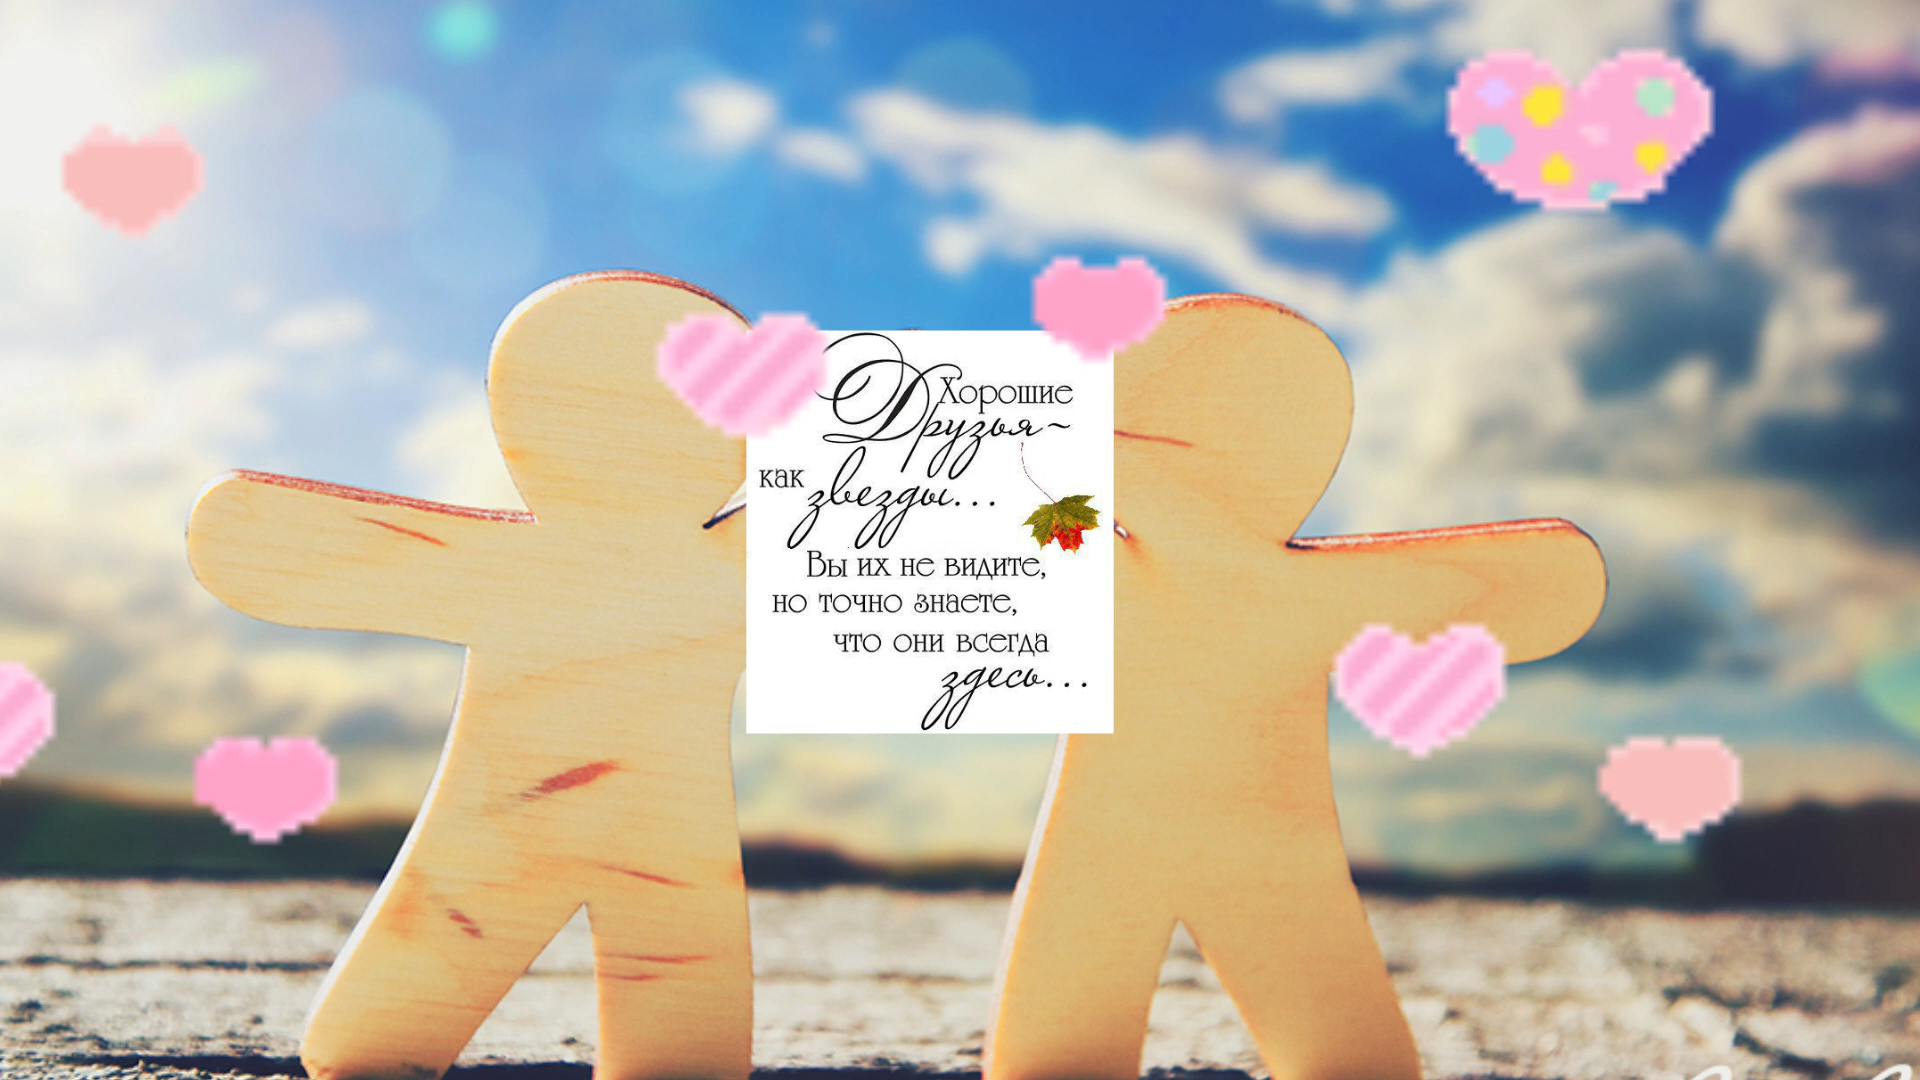 Хорошие
Друзья~
как звезды...
Вы их не видите,
но точно знаете,
что они всегда
здесь...